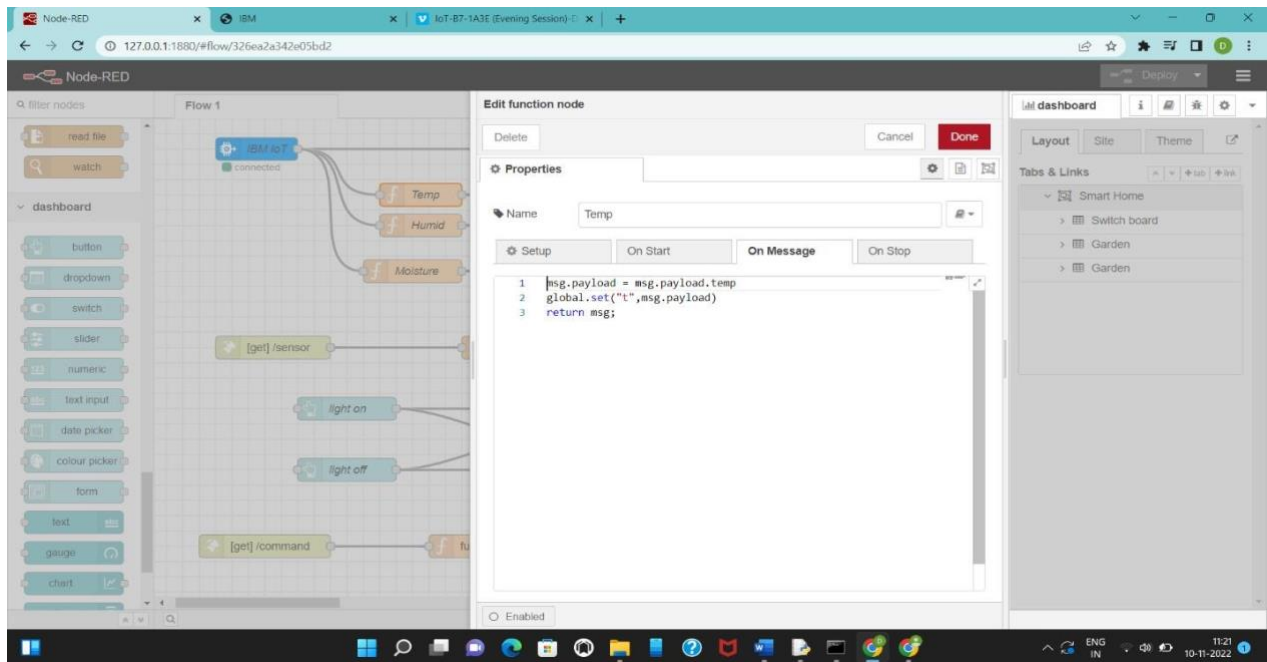 Node-RED
IBM
IoT-B7-1A3E (Evening Session)-D
127.0.0.1:1880/#flow/326ea2a342e05bd2
D
Node-RED
Deploy
filter nodes
read file
watch
dashboard
button
dropdown
switch
slider
numeric
text input
date picker
colour picker
form
text
abc
gauge
chart
Flow 1
IBM IoT
connected
Temp
Humid
Moisture
[get] /sensor
light on
light off
[get] /command
fu
Edit function node
Delete
Cancel
Done
Properties
Name
Temp
Setup
On Start
On Message
On Stop
1 msg.payload = msg.payload.temp
2 global.set("t",msg.payload)
3 return msg;
Enabled
dashboard
i
Layout
Site
Theme
Tabs & Links
+ tab
+ link
Smart Home
Switch board
Garden
Garden
ENG
IN
11:21
10-11-2022
1